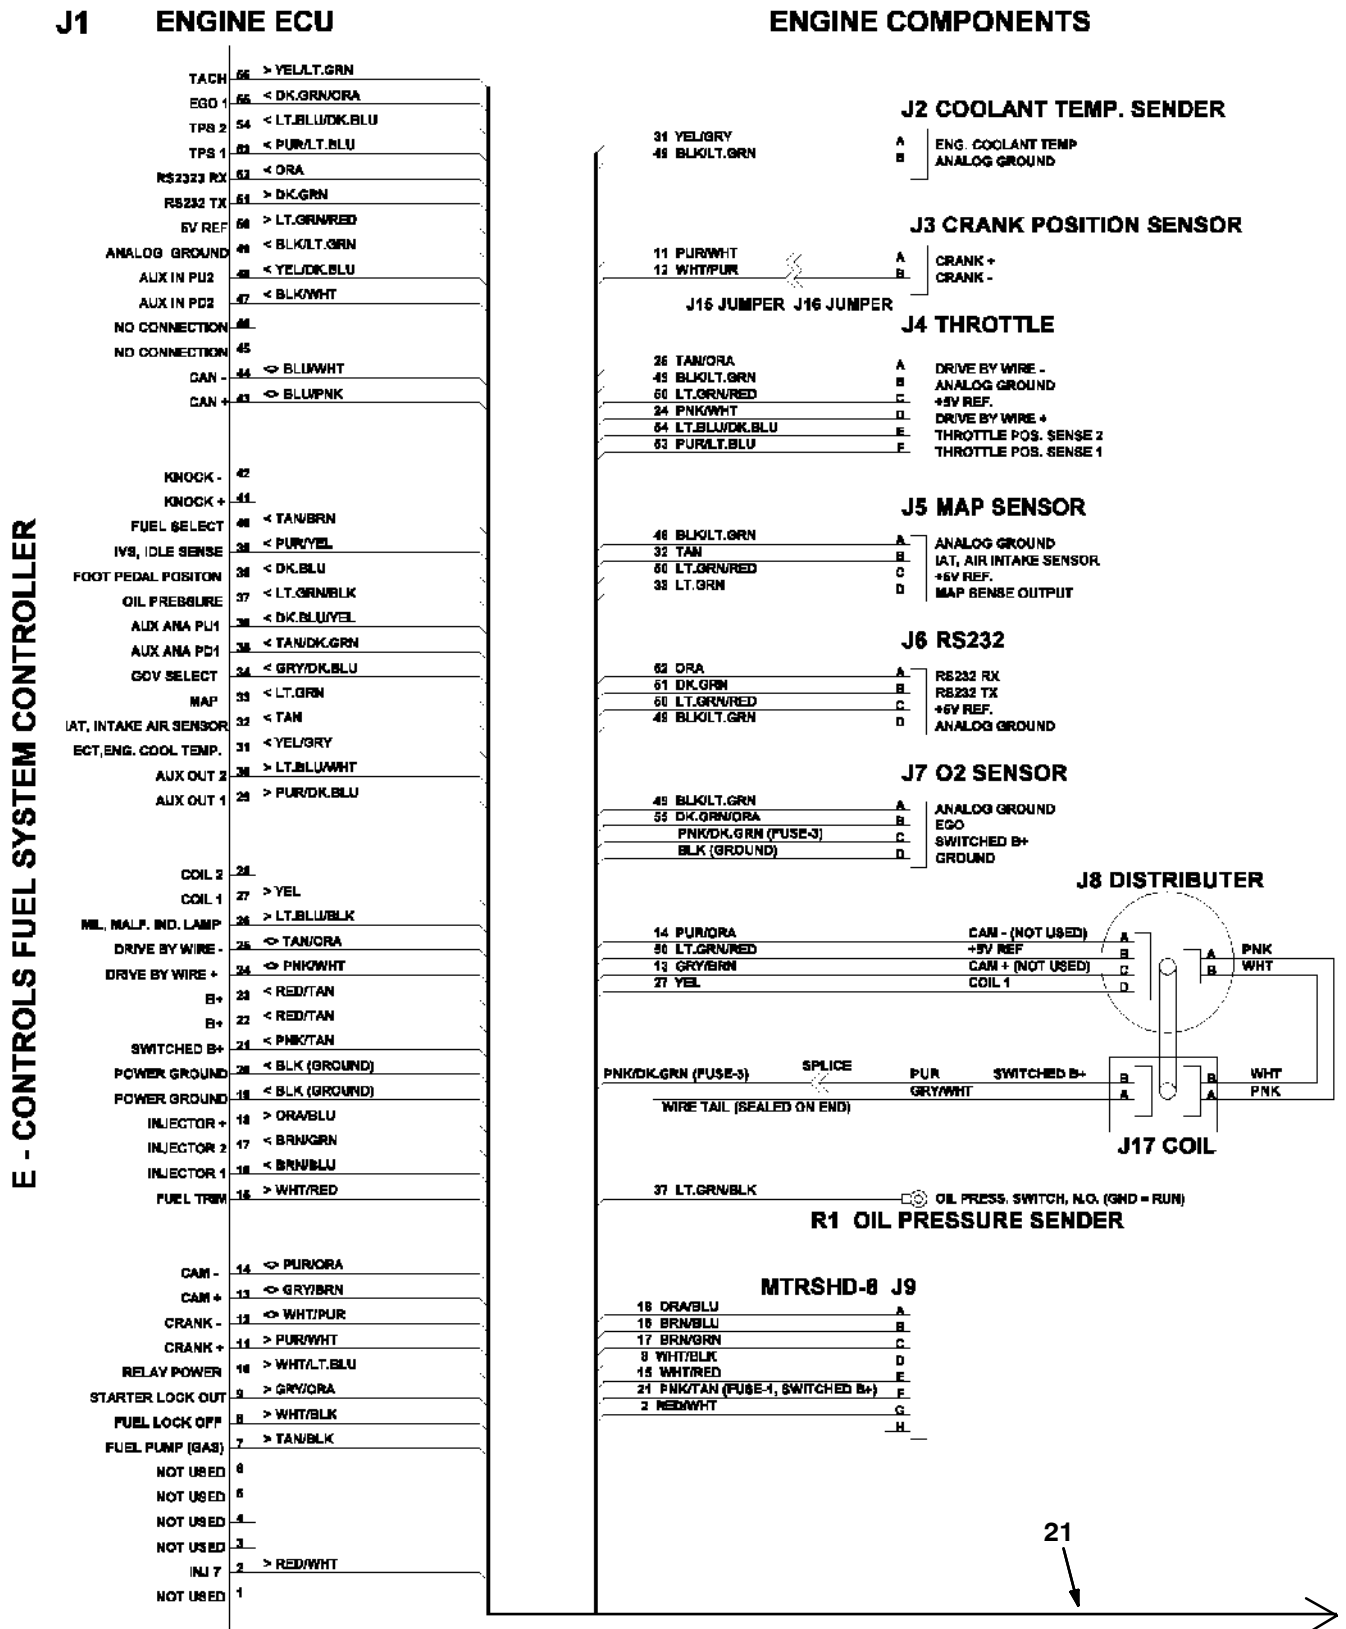 J1 ENGINE ECU
ENGINE COMPONENTS
E - CONTROLS FUEL SYSTEM CONTROLLER
TACH 56 > YEL/LT.GRN
EGO 1 55 < DK.GRN/ORA
TPS 2 54 < LT.BLU/DK.BLU
TPS 1 53 < PUR/LT.BLU
RS2323 RX 52 < ORA
RS232 TX 51 > DK.GRN
5V REF 50 > LT.GRN/RED
ANALOG GROUND 49 < BLK/LT.GRN
AUX IN PU2 48 < YEL/DK.BLU
AUX IN PD2 47 < BLK/WHT
NO CONNECTION 46
NO CONNECTION 45
CAN - 44 <> BLU/WHT
CAN + 43 <> BLU/PNK
KNOCK - 42
KNOCK + 41
FUEL SELECT 40 < TAN/BRN
IVS, IDLE SENSE 39 < PUR/YEL
FOOT PEDAL POSITON 38 < DK.BLU
OIL PRESSURE 37 < LT.GRN/BLK
AUX ANA PU1 36 < DK.BLU/YEL
AUX ANA PD1 35 < TAN/DK.GRN
GOV SELECT 34 < GRY/DK.BLU
MAP 33 < LT.GRN
IAT, INTAKE AIR SENSOR 32 < TAN
ECT,ENG. COOL TEMP. 31 < YEL/GRY
AUX OUT 2 30 > LT.BLU/WHT
AUX OUT 1 29 > PUR/DK.BLU
COIL 2 28
COIL 1 27 > YEL
MIL, MALF. IND. LAMP 26 > LT.BLU/BLK
DRIVE BY WIRE - 25 <> TAN/ORA
DRIVE BY WIRE + 24 <> PNK/WHT
B+ 23 < RED/TAN
B+ 22 < RED/TAN
SWITCHED B+ 21 < PNK/TAN
POWER GROUND 20 < BLK (GROUND)
POWER GROUND 19 < BLK (GROUND)
INJECTOR + 18 > ORA/BLU
INJECTOR 2 17 < BRN/GRN
INJECTOR 1 16 < BRN/BLU
FUEL TRIM 15 > WHT/RED
CAM - 14 <> PUR/ORA
CAM + 13 <> GRY/BRN
CRANK - 12 <> WHT/PUR
CRANK + 11 > PUR/WHT
RELAY POWER 10 > WHT/LT.BLU
STARTER LOCK OUT 9 > GRY/ORA
FUEL LOCK OFF 8 > WHT/BLK
FUEL PUMP (GAS) 7 > TAN/BLK
NOT USED 6
NOT USED 5
NOT USED 4
NOT USED 3
INJ 7 2 > RED/WHT
NOT USED 1
J2 COOLANT TEMP. SENDER
31 YEL/GRY A ENG. COOLANT TEMP
49 BLK/LT.GRN B ANALOG GROUND
J3 CRANK POSITION SENSOR
11 PUR/WHT A CRANK +
12 WHT/PUR B CRANK -
J15 JUMPER J16 JUMPER
J4 THROTTLE
25 TAN/ORA A DRIVE BY WIRE -
49 BLK/LT.GRN B ANALOG GROUND
50 LT.GRN/RED C +5V REF.
24 PNK/WHT D DRIVE BY WIRE +
54 LT.BLU/DK.BLU E THROTTLE POS. SENSE 2
53 PUR/LT.BLU F THROTTLE POS. SENSE 1
J5 MAP SENSOR
BLK/LT.GRN A ANALOG GROUND
32 TAN B IAT, AIR INTAKE SENSOR
50 LT.GRN/RED C +5V REF.
33 LT.GRN D MAP SENSE OUTPUT
J6 RS232
52 ORA A RS232 RX
51 DK.GRN B RS232 TX
50 LT.GRN/RED C +5V REF.
49 BLK/LT.GRN D ANALOG GROUND
J7 O2 SENSOR
49 BLK/LT.GRN A ANALOG GROUND
55 DK.GRN/ORA B EGO
PNK/DK.GRN (FUSE-3) C SWITCHED B+
BLK (GROUND) D GROUND
J8 DISTRIBUTER
14 PUR/ORA CAM - (NOT USED) A
50 LT.GRN/RED +5V REF B
13 GRY/BRN CAM + (NOT USED) C
27 YEL COIL 1 D
A PNK
B WHT
PNK/DK.GRN (FUSE-3) SPLICE PUR SWITCHED B+ B
WIRE TAIL (SEALED ON END) GRY/WHT A
B WHT
A PNK
J17 COIL
37 LT.GRN/BLK OIL PRESS. SWITCH, N.O. (GND = RUN)
R1 OIL PRESSURE SENDER
MTRSHD-8 J9
18 ORA/BLU A
16 BRN/BLU B
17 BRN/GRN C
8 WHT/BLK D
15 WHT/RED E
21 PNK/TAN (FUSE-1, SWITCHED B+) F
2 RED/WHT G
H
21